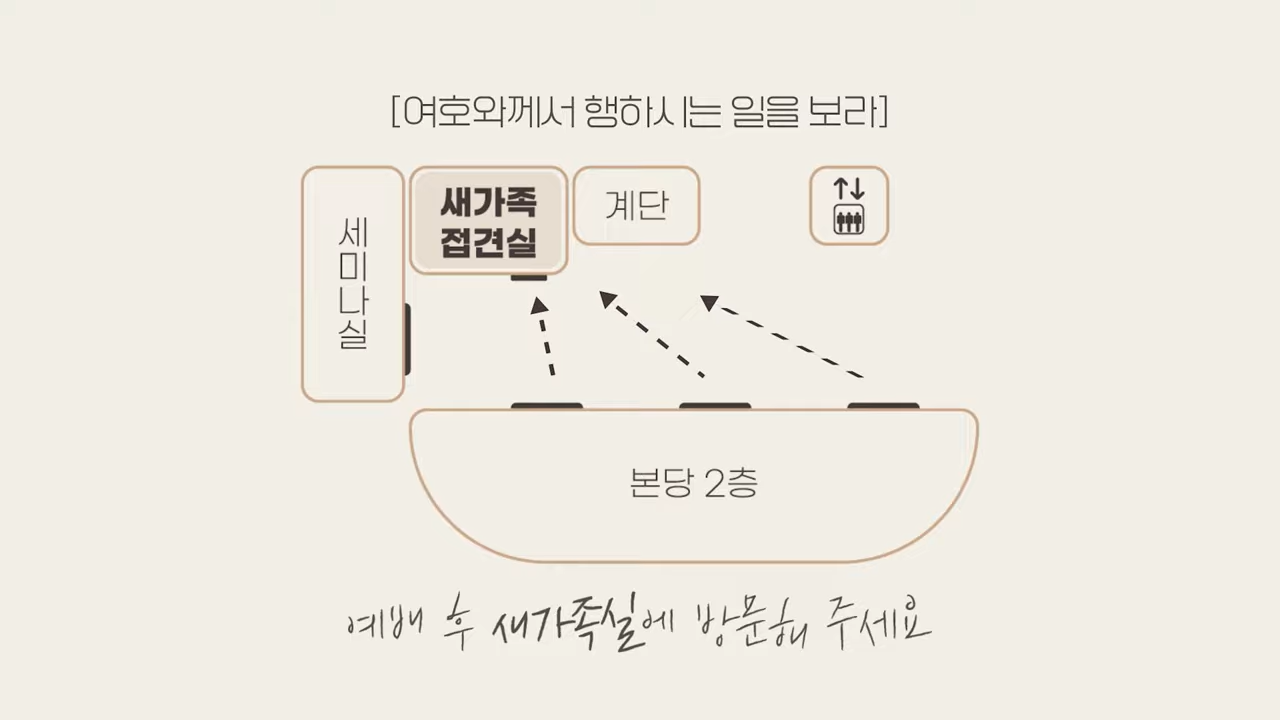 [여호와께서 행하시는 일을 보라]
세미나실
새가족
접견실
계단
본당 2층
예배 후 새가족실에 방문해 주세요